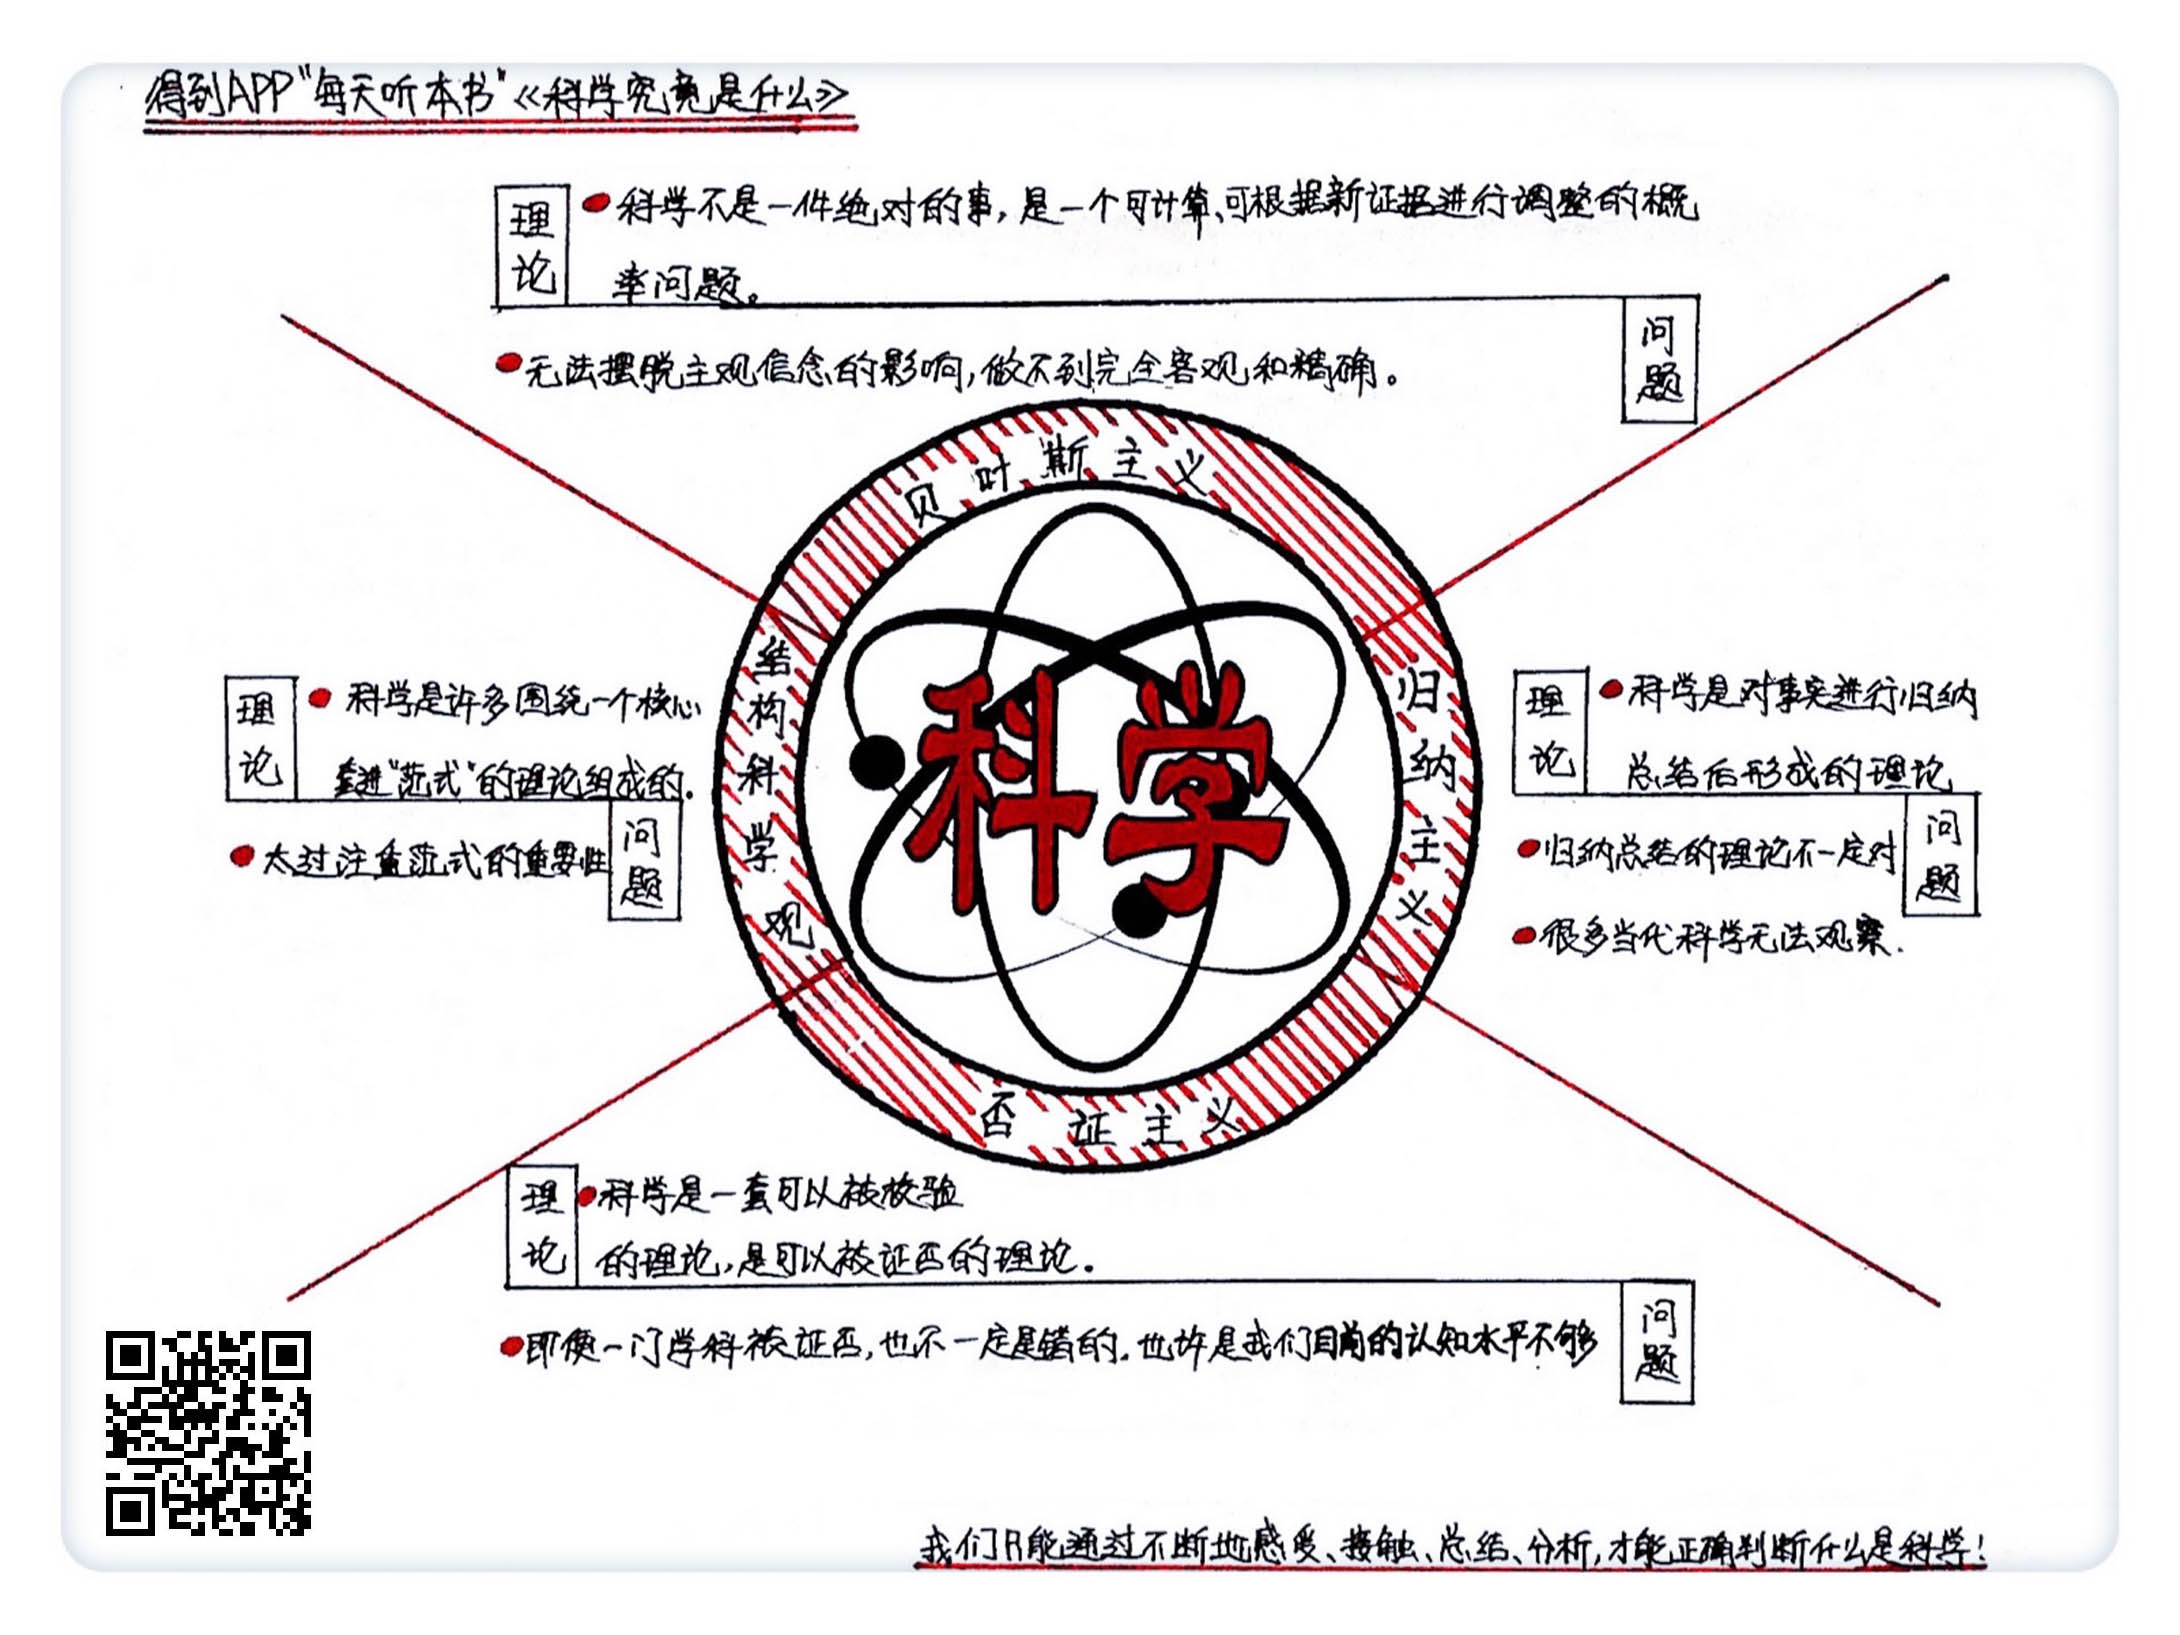 得到APP"每天听本书"《科学究竟是什么》
理论
科学不是一件绝对的事，是一个可计算、可根据新证据进行调整的概
率问题。
问题
无法摆脱主观信念的影响，做不到完全客观和精确。
贝叶斯主义
结构科学观
理论
科学是许多围绕一个核心
套进"范式"的理论组成的.
问题
太过注重范式的重要性
科学
归纳主义
理论
科学是对事实进行归纳
总结后形成的理论
问题
归纳总结的理论不一定对
很多当代科学无法观察.
否证主义
理论
科学是一套可以被校验
的理论，是可以被证否的理论.
问题
即便一门学科被证否，也不一定是错的.也许是我们目前的认知水平不够
我们只能通过不断地感受、接触、总结、分析，才能正确判断什么是科学！